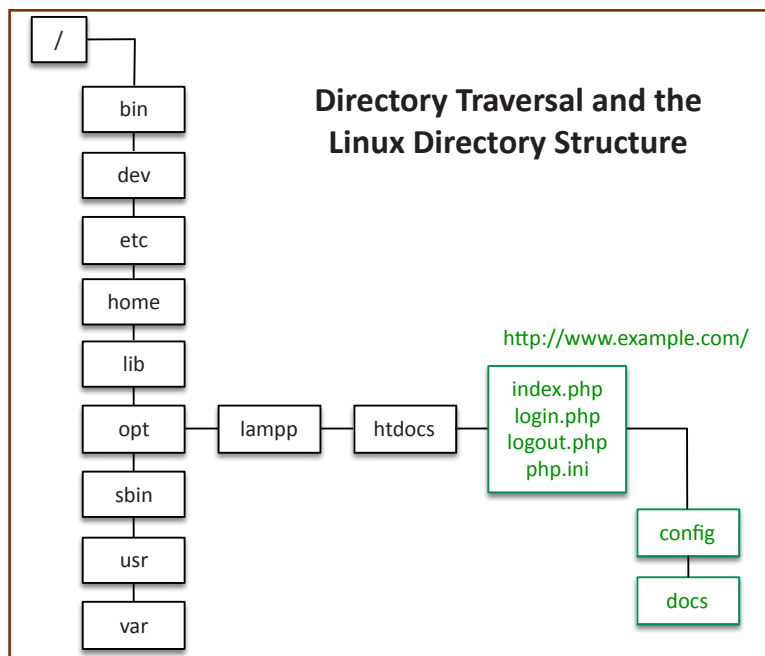 /
Directory Traversal and the
Linux Directory Structure
bin
dev
etc
home
lib
opt
lampp
htdocs
http://www.example.com/
index.php
login.php
logout.php
php.ini
sbin
usr
var
config
docs